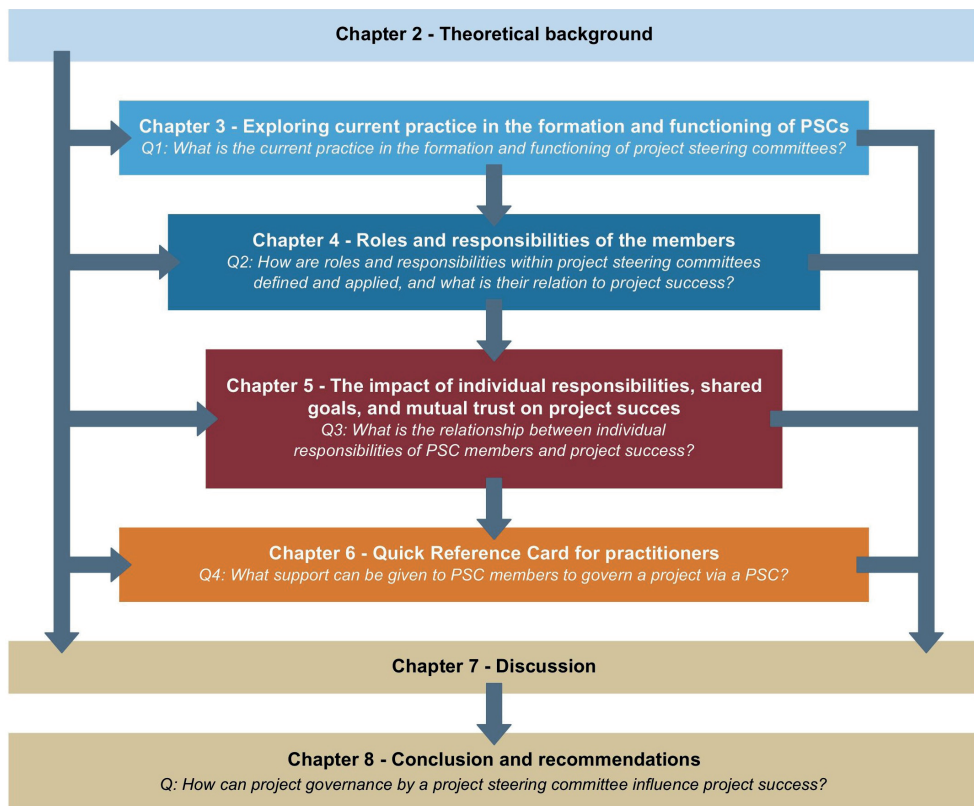 Chapter 2 - Theoretical background
Chapter 3 - Exploring current practice in the formation and functioning of PSCs
Q1: What is the current practice in the formation and functioning of project steering committees?
Chapter 4 - Roles and responsibilities of the members
Q2: How are roles and responsibilities within project steering committees
defined and applied, and what is their relation to project success?
Chapter 5 - The impact of individual responsibilities, shared
goals, and mutual trust on project succes
Q3: What is the relationship between individual
responsibilities of PSC members and project success?
Chapter 6 - Quick Reference Card for practitioners
Q4: What support can be given to PSC members to govern a project via a PSC?
Chapter 7 - Discussion
Chapter 8 - Conclusion and recommendations
Q: How can project governance by a project steering committee influence project success?